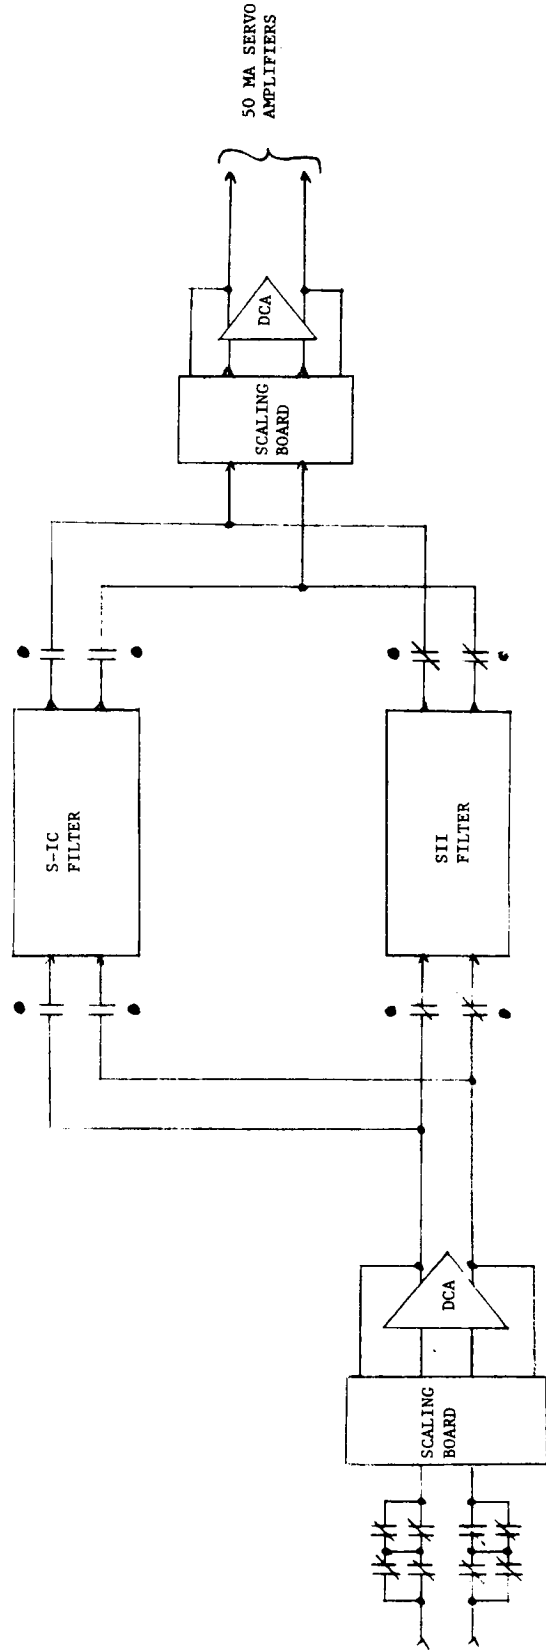 50 MA SERVO
AMPLIFIERS
DCA
SCALING
BOARD
S-IC
FILTER
SII
FILTER
DCA
SCALING
BOARD